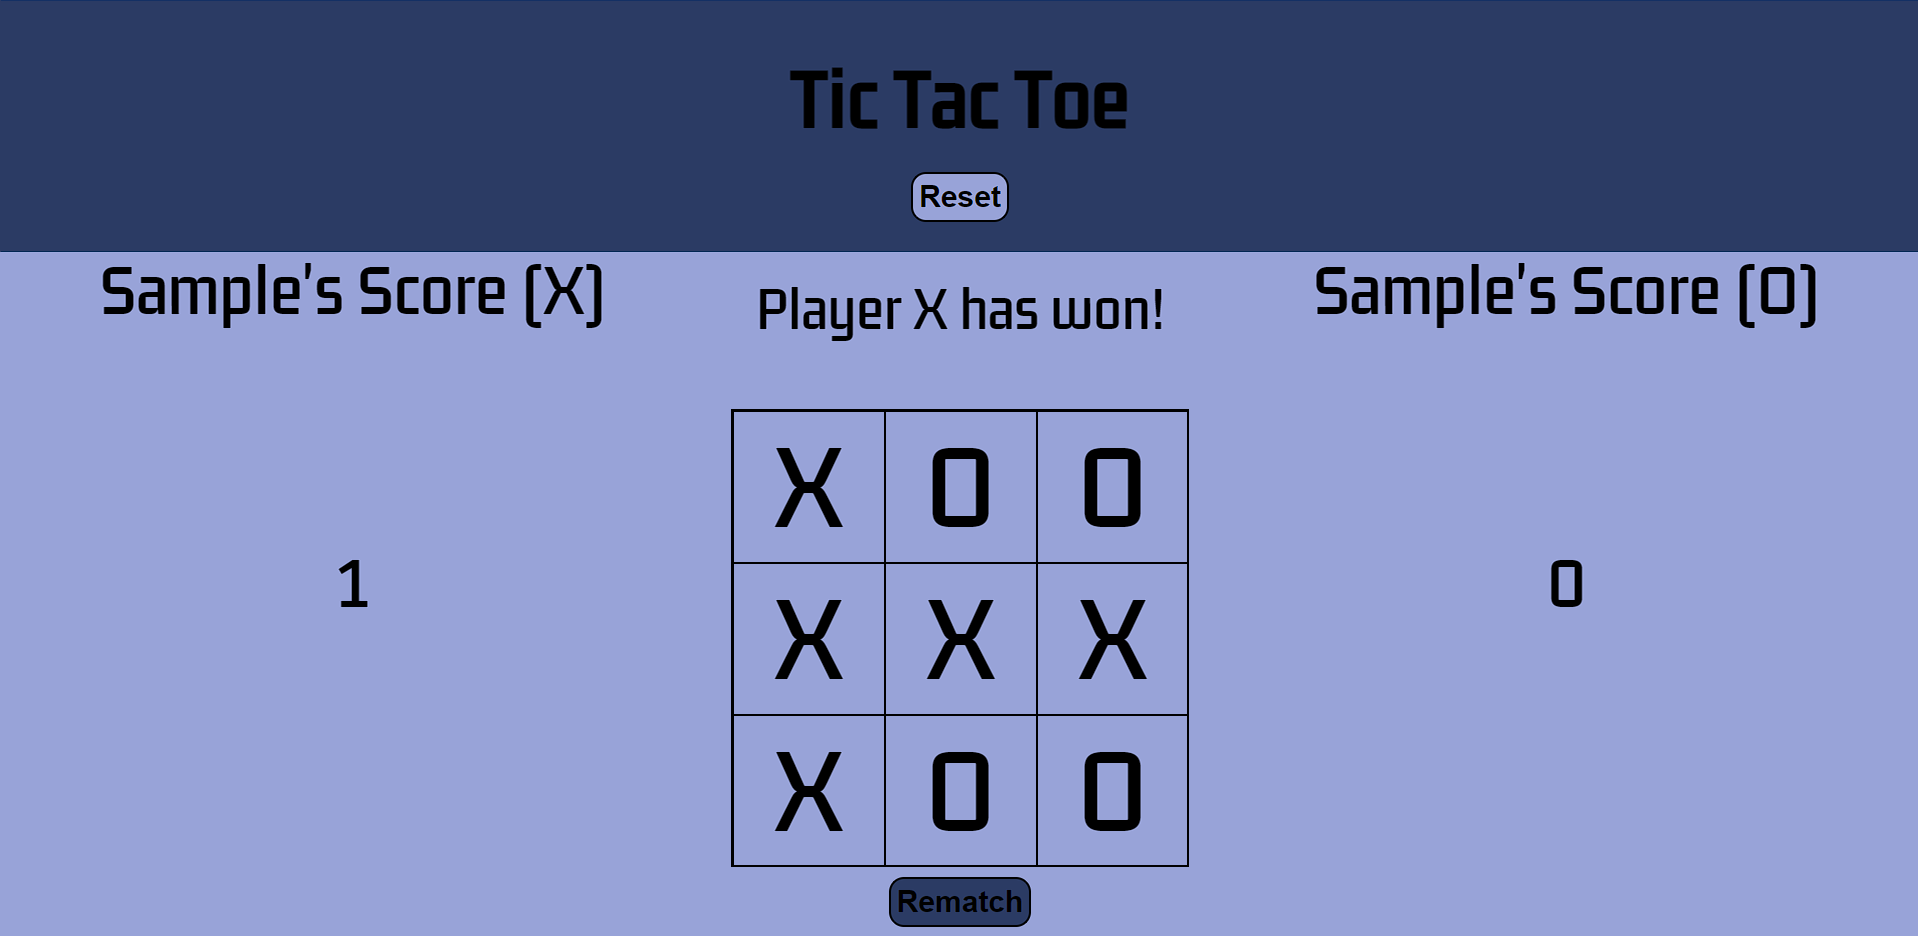 Tic Tac Toe
Reset
Sample's Score (X)
Player X has won!
Sample's Score (O)
X O O
1
X X X
0
X O O
Rematch